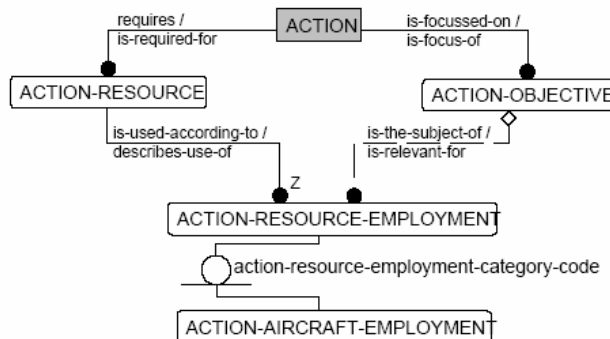 requires /
is-required-for
ACTION
is-focussed-on /
is-focus-of
ACTION-RESOURCE
ACTION-OBJECTIVE
is-used-according-to /
describes-use-of
is-the-subject-of /
is-relevant-for
Z
ACTION-RESOURCE-EMPLOYMENT
action-resource-employment-category-code
ACTION-AIRCRAFT-EMPLOYMENT